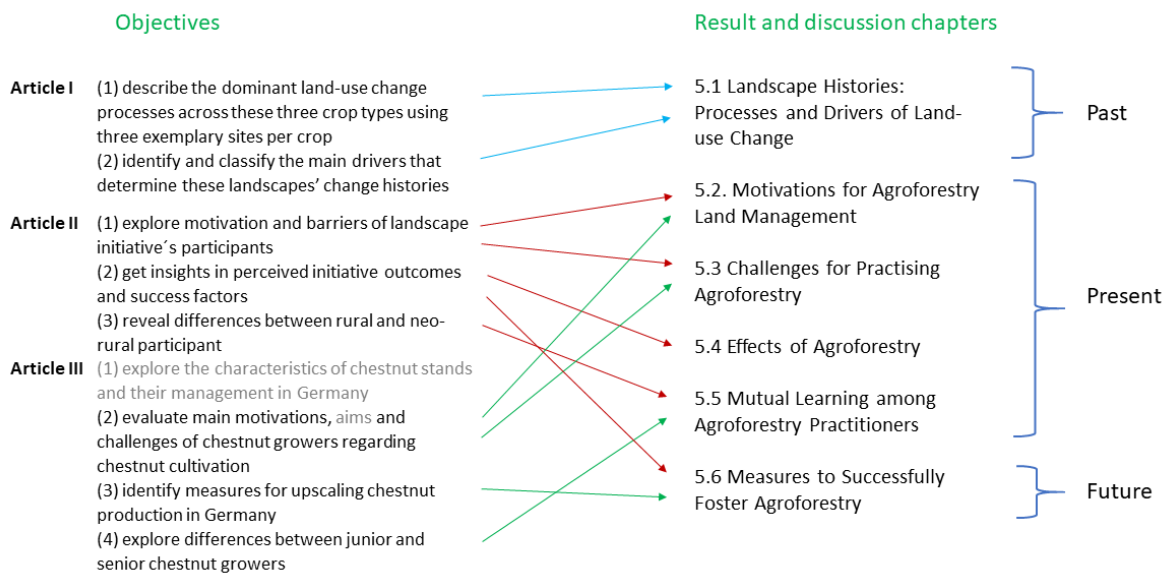 Objectives
Result and discussion chapters
Article I
(1) describe the dominant land-use change
processes across these three crop types using
three exemplary sites per crop
(2) identify and classify the main drivers that
determine these landscapes’ change histories
Article II
(1) explore motivation and barriers of landscape
initiative´s participants
(2) get insights in perceived initiative outcomes
and success factors
(3) reveal differences between rural and neo-
rural participant
Article III
(1) explore the characteristics of chestnut stands
and their management in Germany
(2) evaluate main motivations, aims and
challenges of chestnut growers regarding
chestnut cultivation
(3) identify measures for upscaling chestnut
production in Germany
(4) explore differences between junior and
senior chestnut growers
5.1 Landscape Histories:
Processes and Drivers of Land-
use Change
5.2. Motivations for Agroforestry
Land Management
5.3 Challenges for Practising
Agroforestry
5.4 Effects of Agroforestry
5.5 Mutual Learning among
Agroforestry Practitioners
5.6 Measures to Successfully
Foster Agroforestry
Past
Present
Future